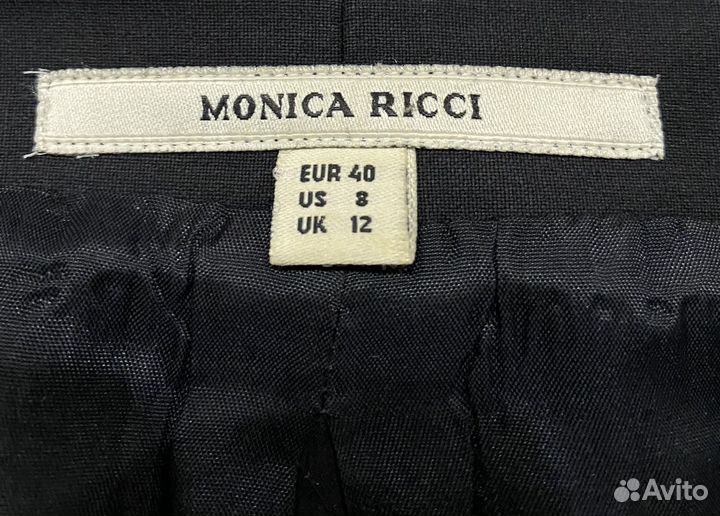 MONICA RICCI
EUR 40
US 8
UK 12
Avito